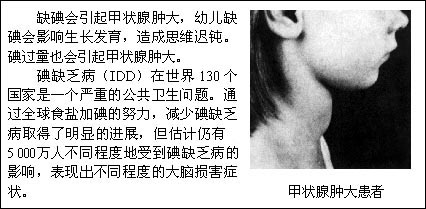 缺碘会引起甲状腺肿大，幼儿缺
碘会影响生长发育，造成思维迟钝。
碘过量也会引起甲状腺肿大。
碘缺乏病（IDD）在世界 130 个
国家是一个严重的公共卫生问题。通
过全球食盐加碘的努力，减少碘缺乏
病取得了明显的进展，但估计仍有
5 000万人不同程度地受到碘缺乏病的
影响，表现出不同程度的大脑损害症
状。
甲状腺肿大患者